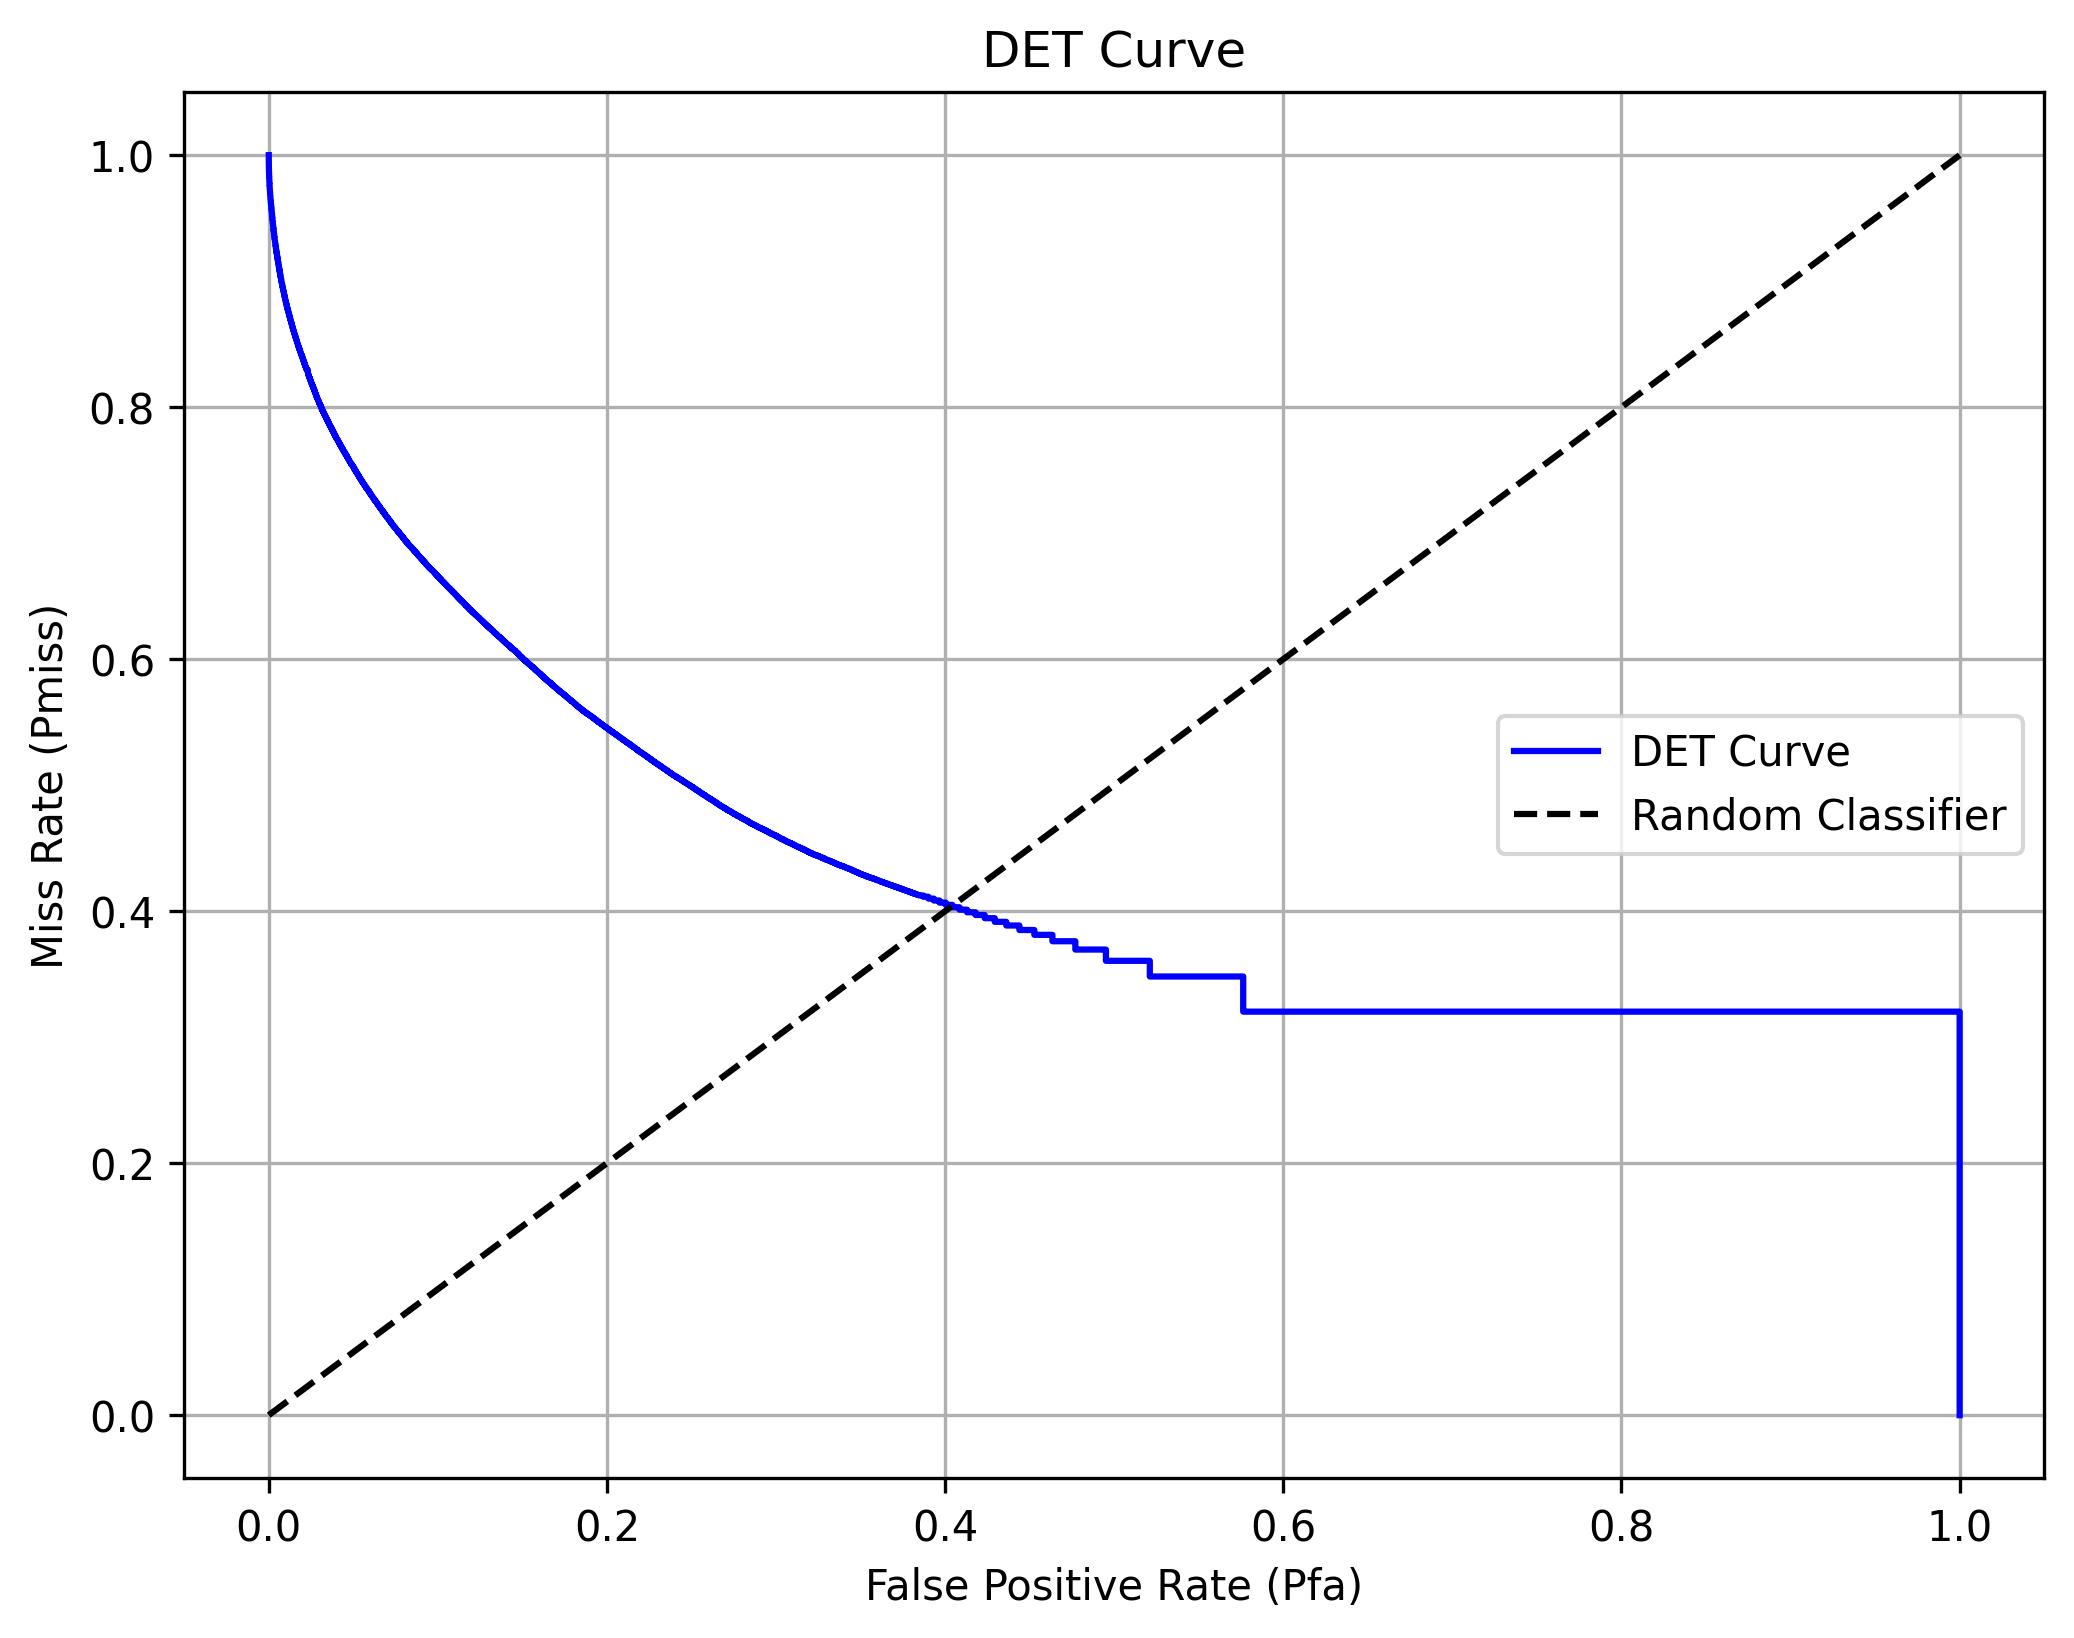 DET Curve
1.0
0.8
0.6
0.4
0.2
0.0
Miss Rate (Pmiss)
DET Curve
Random Classifier
0.0 0.2 0.4 0.6 0.8 1.0
False Positive Rate (Pfa)